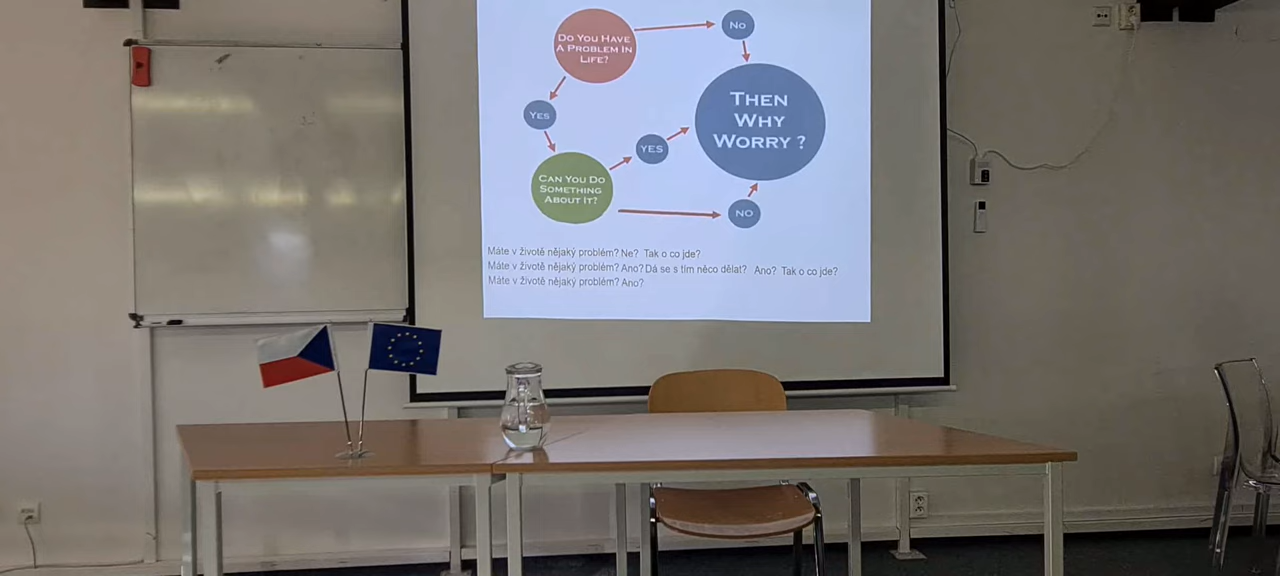 DO YOU HAVE
A PROBLEM IN
LIFE?
NO
YES
THEN
WHY
WORRY ?
YES
CAN YOU DO
SOMETHING
ABOUT IT?
NO
Máte v životě nějaký problém? Ne? Tak o co jde?
Máte v životě nějaký problém? Ano? Dá se s tím něco dělat? Ano? Tak o co jde?
Máte v životě nějaký problém? Ano?